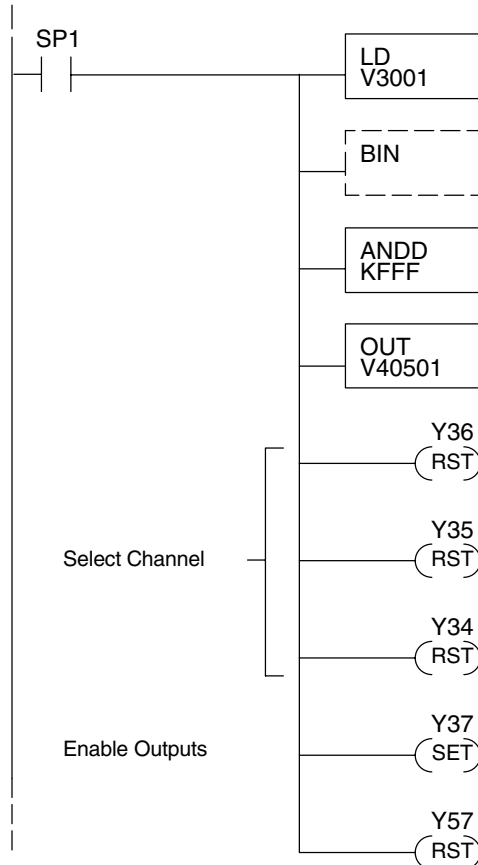 SP1
LD
V3001
BIN
ANDD
KFFF
OUT
V40501
Y36
RST
Y35
RST
Select Channel
Y34
RST
Y37
SET
Enable Outputs
Y57
RST